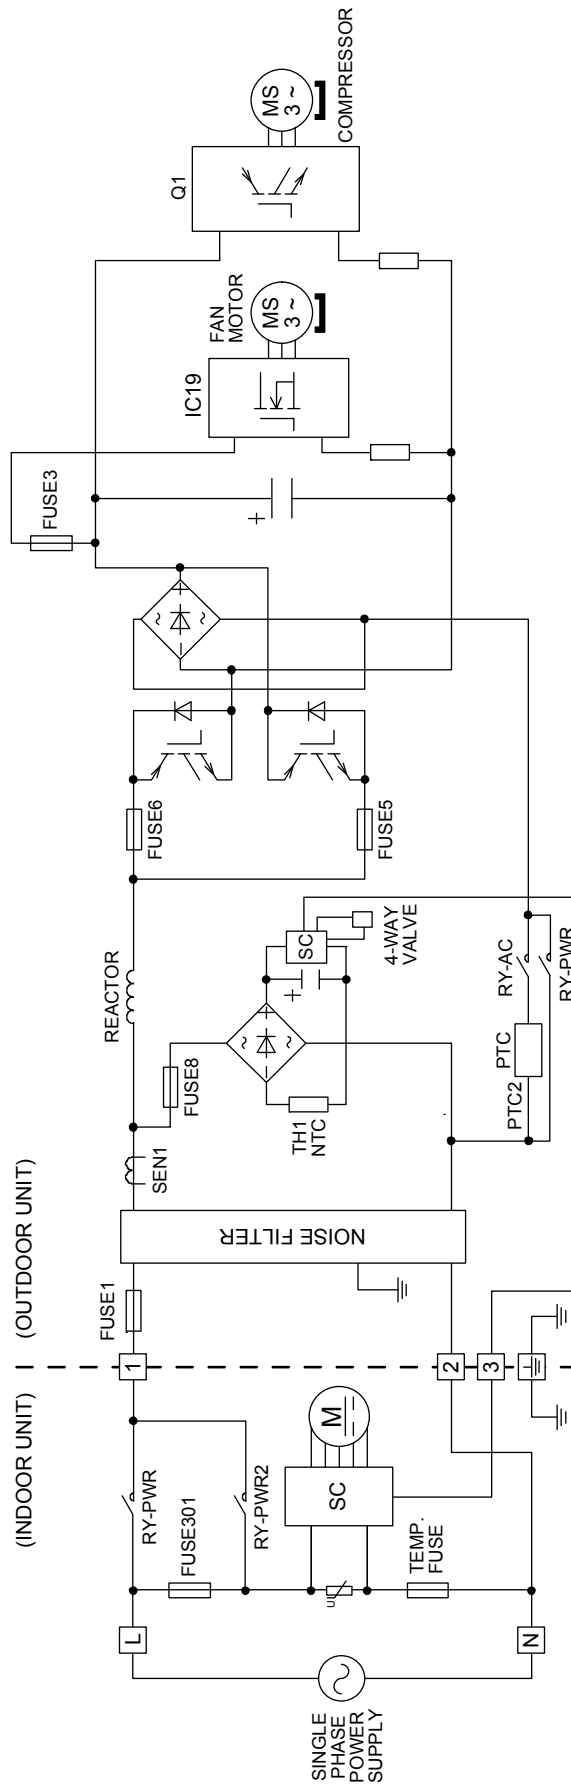 (INDOOR UNIT)
(OUTDOOR UNIT)
SINGLE
PHASE
POWER
SUPPLY
L
N
RY-PWR
FUSE301
RY-PWR2
U
SC
M
TEMP.
FUSE
1
2
3
FUSE1
NOISE FILTER
SEN1
REACTOR
FUSE8
TH1
NTC
+
-
~
~
+
SC
4-WAY
VALVE
PTC2
PTC
RY-AC
RY-PWR
FUSE6
FUSE5
+
-
~
~
FUSE3
+
IC19
FAN
MOTOR
MS
3 ~
Q1
MS
3 ~
COMPRESSOR